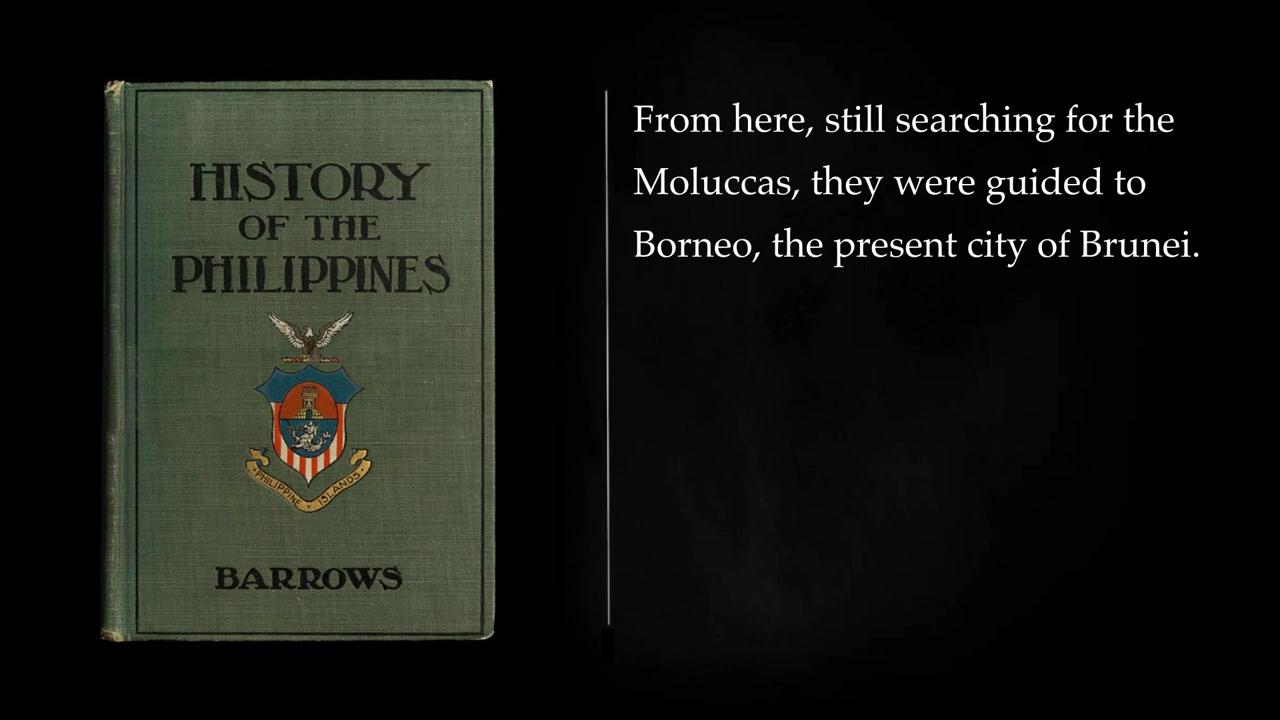 HISTORY
OF THE
PHILIPPINES
PHILIPPINE ISLANDS
BARROWS
From here, still searching for the
Moluccas, they were guided to
Borneo, the present city of Brunei.